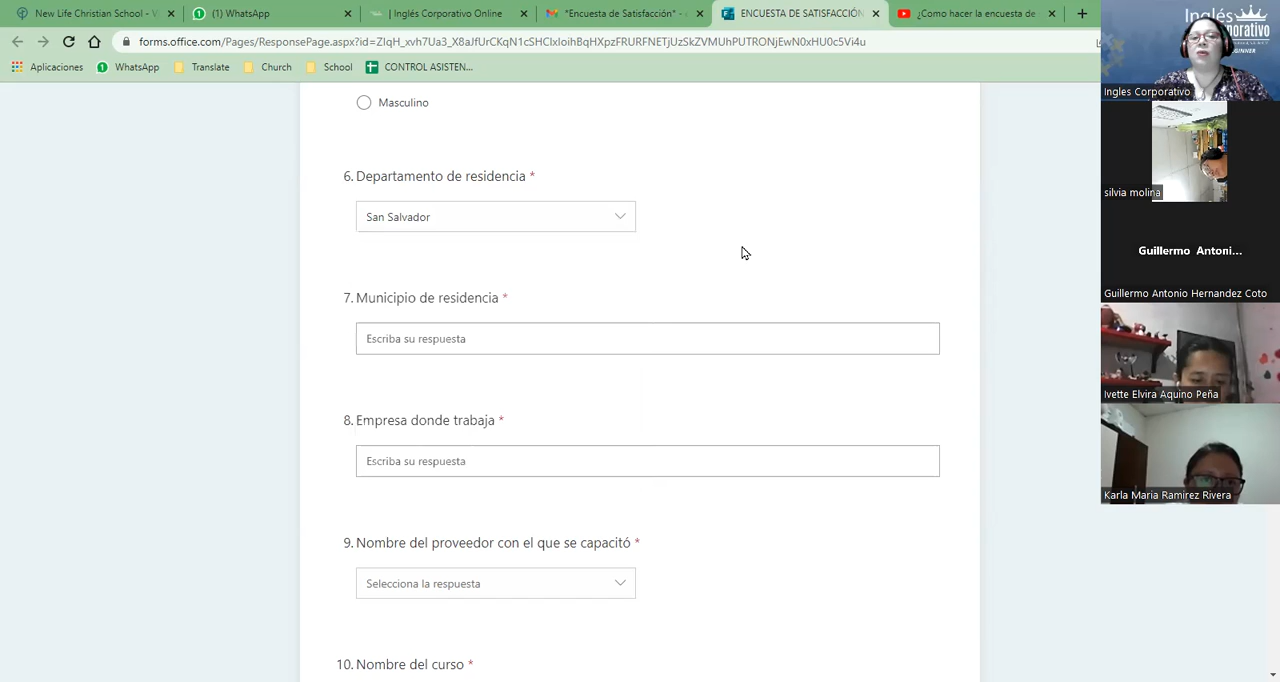 New Life Christian School - V
(1) WhatsApp
| Inglés Corporativo Online
*Encuesta de Satisfacción* -
ENCUESTA DE SATISFACCIÓN
¿Como hacer la encuesta de
forms.office.com/Pages/ResponsePage.aspx?id=ZIqH_xvh7Ua3_X8aJfUrCKqN1cSHClxIoihBqHXpzFRURFNETjUzSkZVMUhPUTRONjEwN0xHU0c5Vi4u
Aplicaciones
WhatsApp
Translate
Church
School
CONTROL ASISTEN...
Masculino
6. Departamento de residencia *
San Salvador
7. Municipio de residencia *
Escriba su respuesta
8. Empresa donde trabaja *
Escriba su respuesta
9. Nombre del proveedor con el que se capacitó *
Selecciona la respuesta
10. Nombre del curso *
Inglés
Ingles Corporativo
silvia molina
Guillermo Antoni...
Guillermo Antonio Hernandez Coto
Ivette Elvira Aquino Peña
Karla Maria Ramirez Rivera